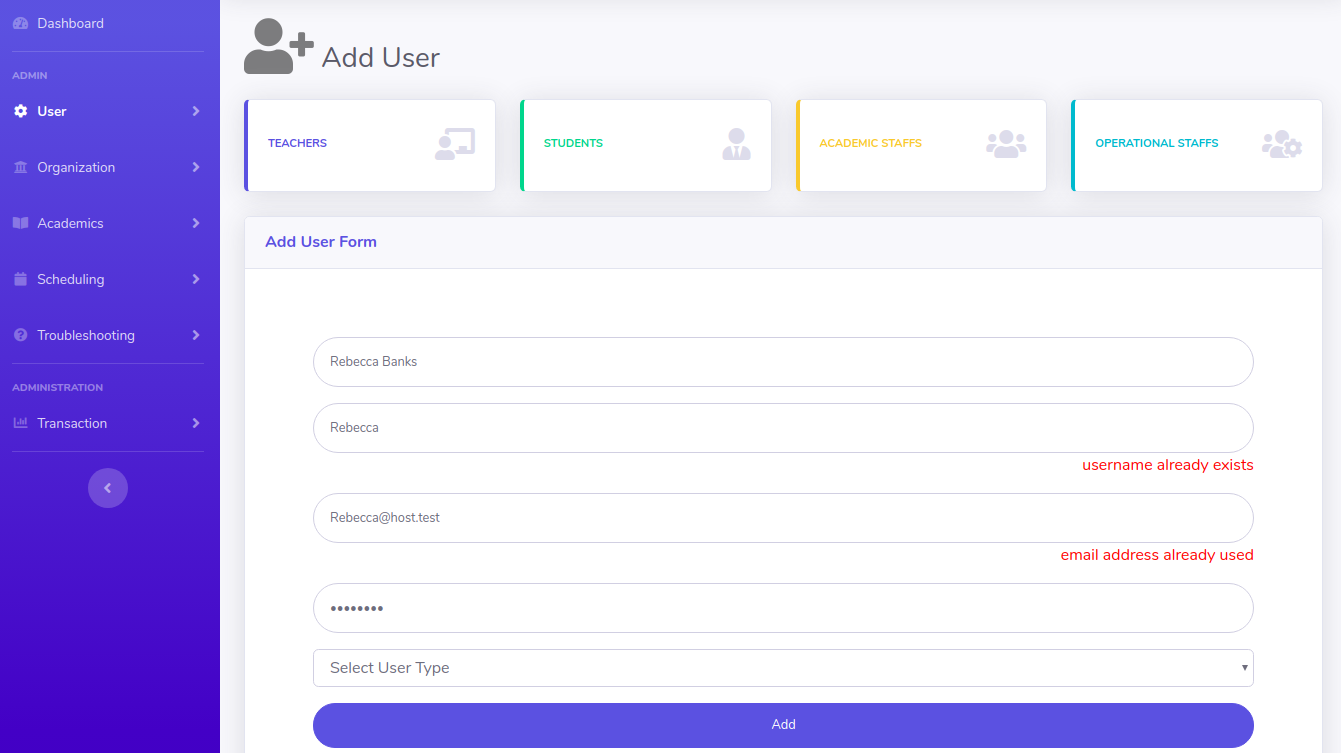 Dashboard
ADMIN
User
Organization
Academics
Scheduling
Troubleshooting
ADMINISTRATION
Transaction
Add User
TEACHERS
STUDENTS
ACADEMIC STAFFS
OPERATIONAL STAFFS
Add User Form
Rebecca Banks
Rebecca
username already exists
Rebecca@host.test
email address already used
••••••••
Select User Type
Add